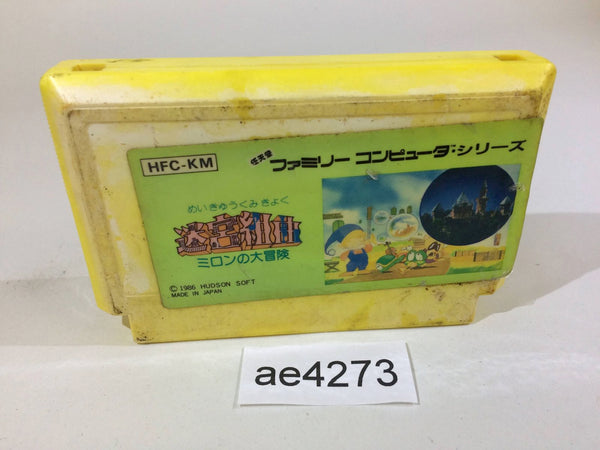 HFC-KM
任天堂 ファミリー コンピュータ・シリーズ
めいきゅうくみきょく
迷宮組曲
ミロンの大冒険
© 1986 HUDSON SOFT
MADE IN JAPAN
ae4273